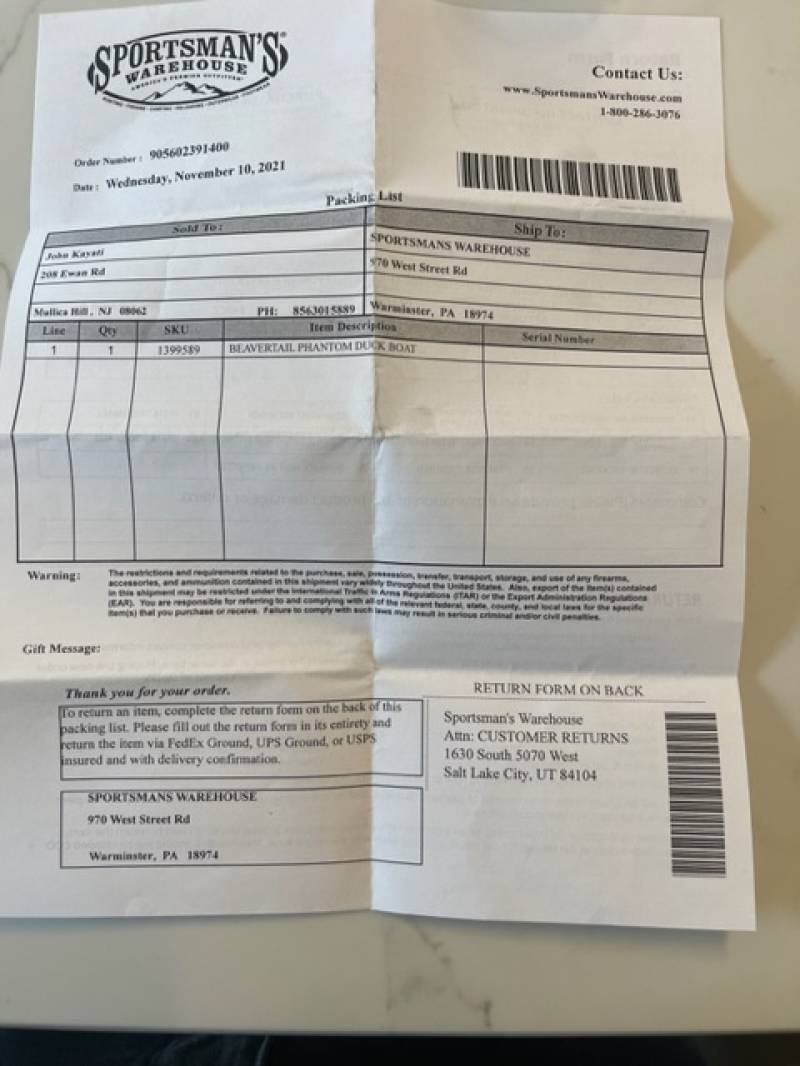 SPORTSMAN'S®
WAREHOUSE
AMERICA'S PREMIER OUTFITTER®
Contact Us:
www.SportsmansWarehouse.com
1-800-286-3076
Order Number : 905602391400
Date : Wednesday, November 10, 2021
Packing List
Sold To: Ship To:
John Kayati SPORTSMANS WAREHOUSE
208 Ewan Rd 970 West Street Rd
Mullica Hill , NJ 08062 PH: 8563015889 Warminster, PA 18974
Line Qty SKU Item Description Serial Number
1 1 1399589 BEAVERTAIL PHANTOM DUCK BOAT
Warning: The restrictions and requirements related to the purchase, sale, possession, transfer, transport, storage, and use of any firearms,
accessories, and ammunition contained in this shipment vary widely throughout the United States. Also, export of the item(s) contained
in this shipment may be restricted under the International Traffic in Arms Regulations (ITAR) or the Export Administration Regulations
(EAR). You are responsible for referring to and complying with all of the relevant federal, state, county, and local laws for the specific
item(s) that you purchase or receive. Failure to comply with such laws may result in serious criminal and/or civil penalties.
Gift Message:
Thank you for your order.
To return an item, complete the return form on the back of this
packing list. Please fill out the return form in its entirety and
return the item via FedEx Ground, UPS Ground, or USPS
insured and with delivery confirmation.
SPORTSMANS WAREHOUSE
970 West Street Rd
Warminster, PA 18974
RETURN FORM ON BACK
Sportsman's Warehouse
Attn: CUSTOMER RETURNS
1630 South 5070 West
Salt Lake City, UT 84104